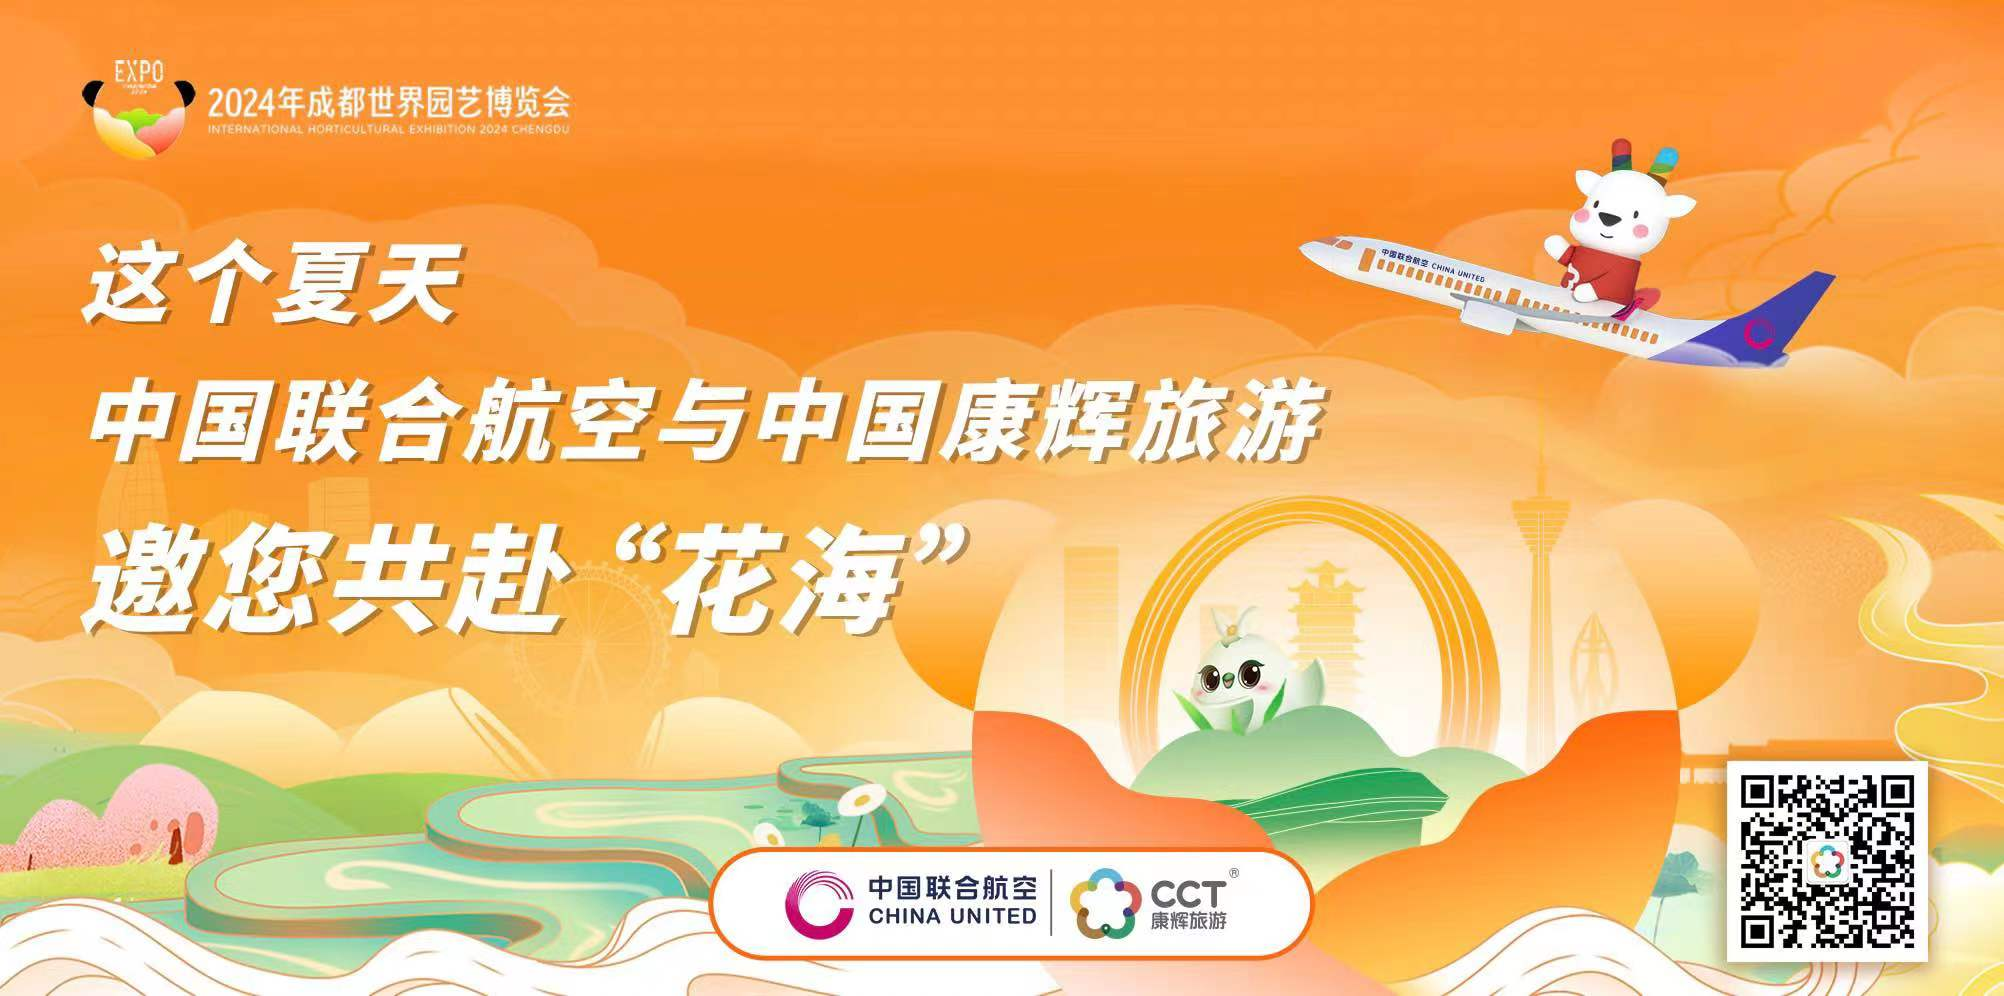 EXPO
2024年成都世界园艺博览会
INTERNATIONAL HORTICULTURAL EXHIBITION 2024 CHENGDU
中国联合航空 CHINA UNITED
这个夏天
中国联合航空与中国康辉旅游
邀您共赴“花海”
中国联合航空
CHINA UNITED
CCT®
康辉旅游